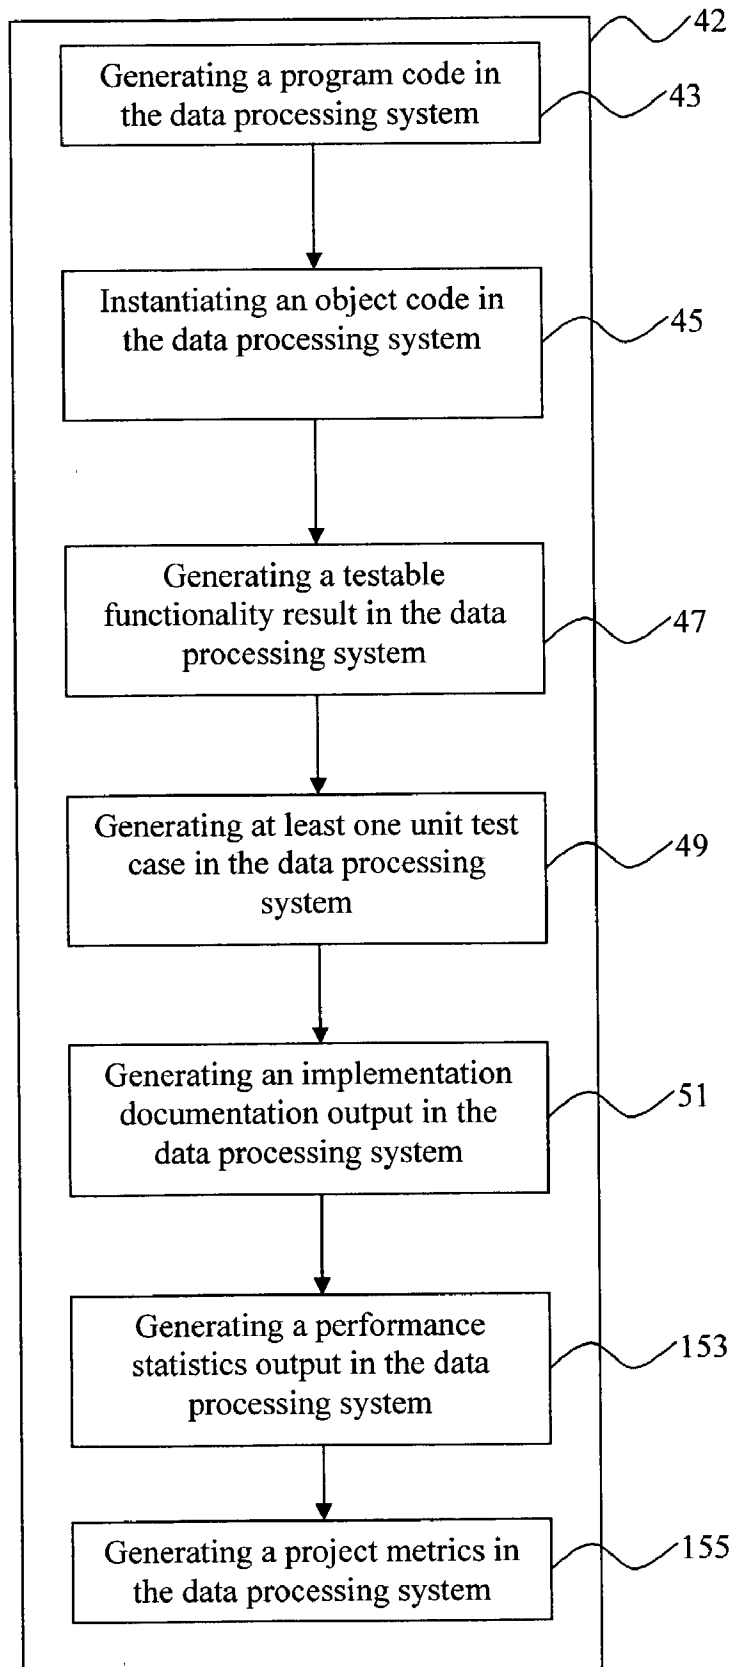 42
Generating a program code in
the data processing system
43
Instantiating an object code in
the data processing system
45
Generating a testable
functionality result in the data
processing system
47
Generating at least one unit test
case in the data processing
system
49
Generating an implementation
documentation output in the
data processing system
51
Generating a performance
statistics output in the data
processing system
153
Generating a project metrics in
the data processing system
155